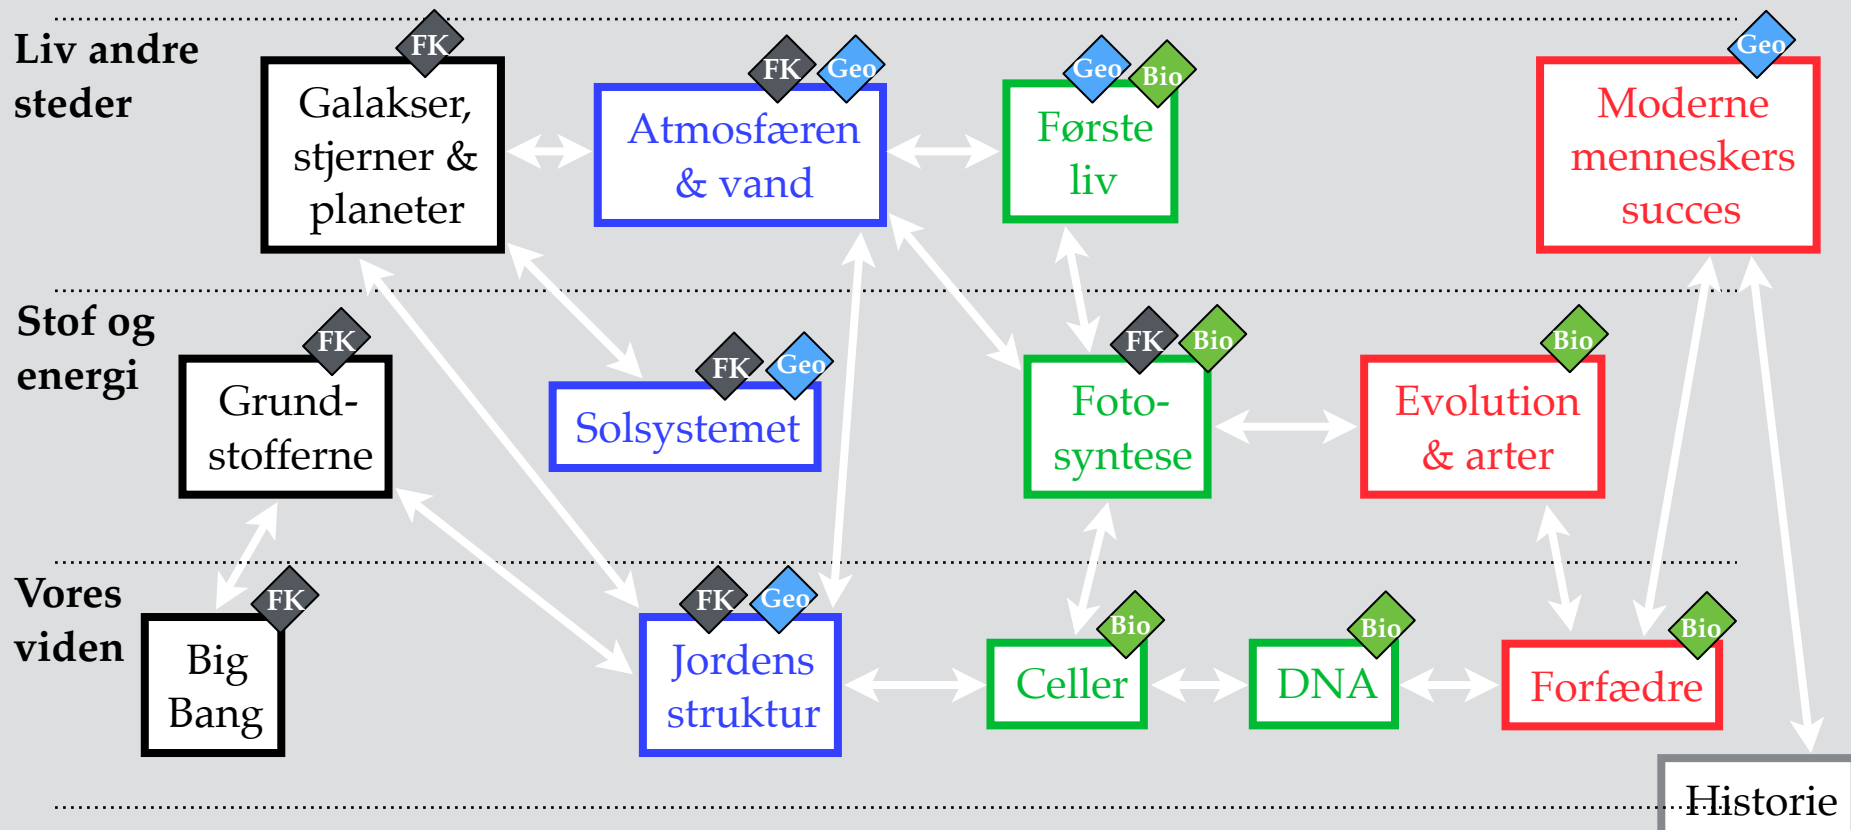 Liv andre
steder
FK
Galakser,
stjerner &
planeter
FK
Geo
Atmosfæren
& vand
Geo
Bio
Første
liv
Geo
Moderne
menneskers
succes
Stof og
energi
FK
Grund-
stofferne
FK
Geo
Solsystemet
FK
Bio
Foto-
syntese
Bio
Evolution
& arter
Vores
viden
FK
Big
Bang
FK
Geo
Jordens
struktur
Bio
Celler
Bio
DNA
Bio
Forfædre
Historie